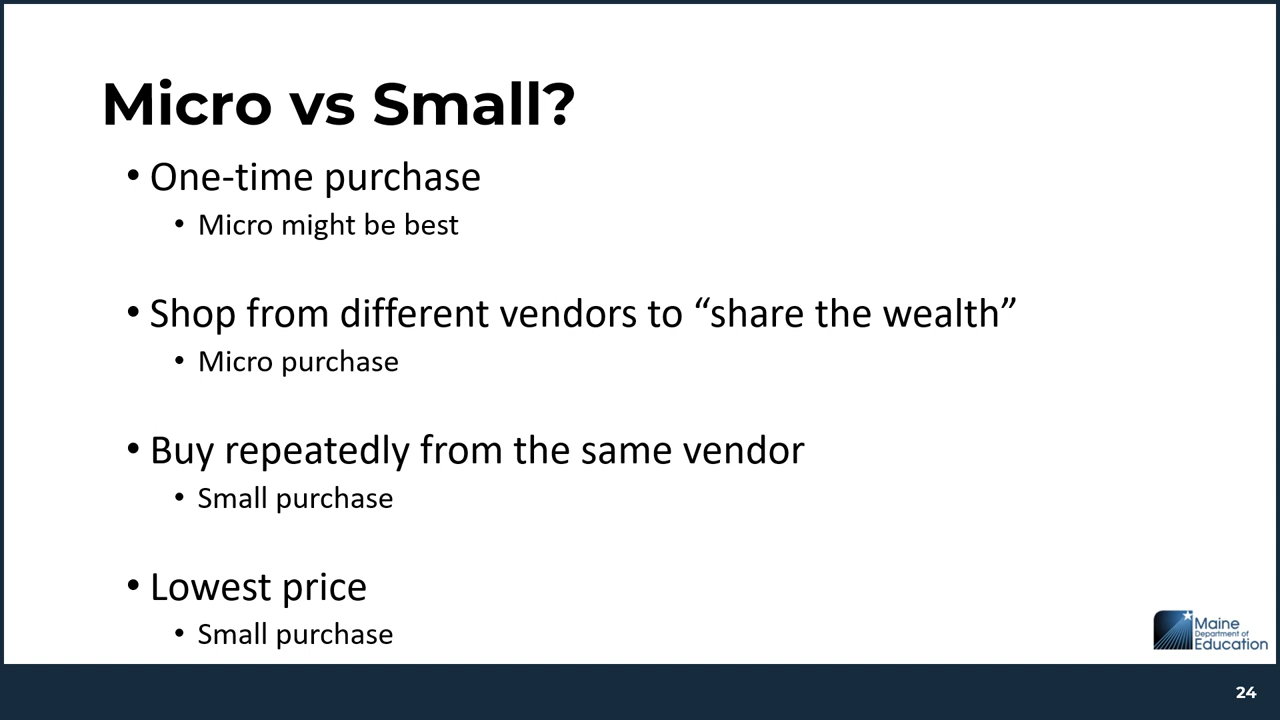 Micro vs Small?
• One-time purchase
• Micro might be best
• Shop from different vendors to “share the wealth”
• Micro purchase
• Buy repeatedly from the same vendor
• Small purchase
• Lowest price
• Small purchase
Maine
Department of
Education
24